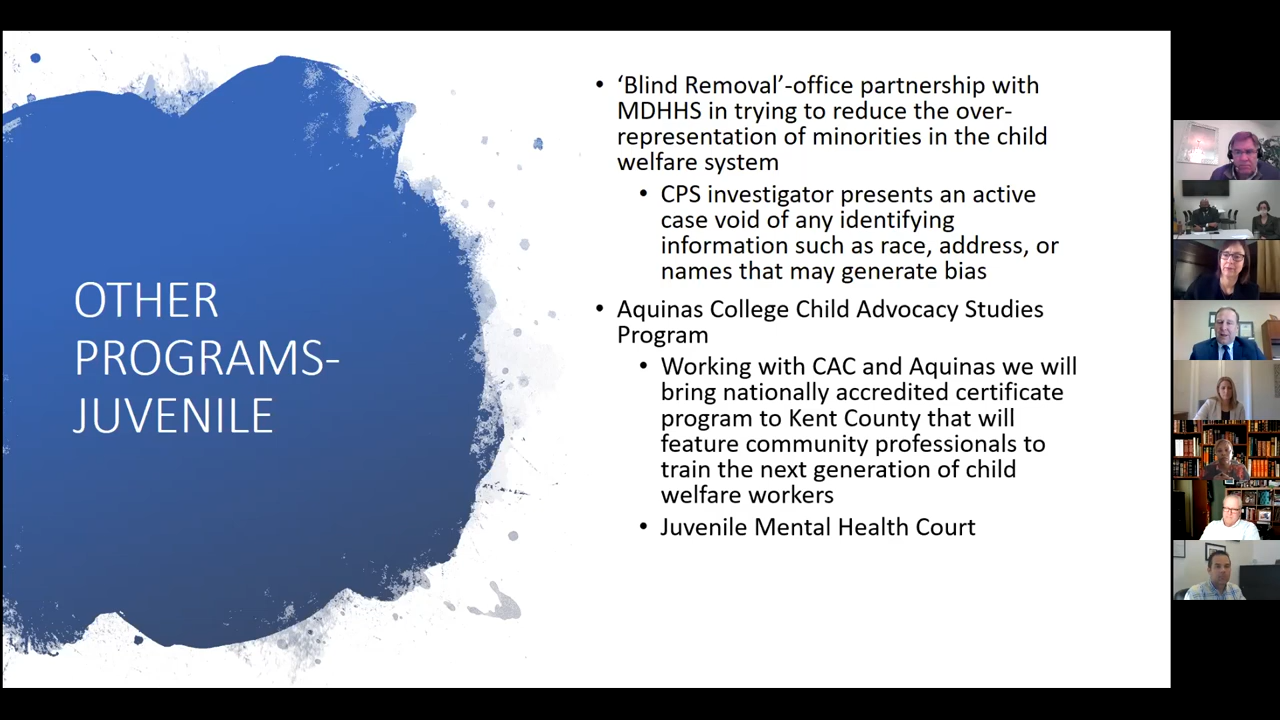 OTHER
PROGRAMS-
JUVENILE
• ‘Blind Removal’-office partnership with
MDHHS in trying to reduce the over-
representation of minorities in the child
welfare system
• CPS investigator presents an active
case void of any identifying
information such as race, address, or
names that may generate bias
• Aquinas College Child Advocacy Studies
Program
• Working with CAC and Aquinas we will
bring nationally accredited certificate
program to Kent County that will
feature community professionals to
train the next generation of child
welfare workers
• Juvenile Mental Health Court